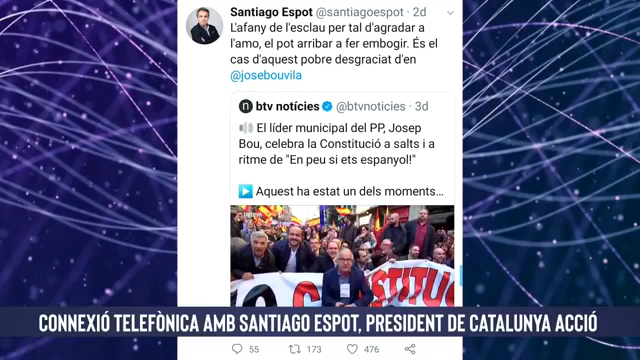 Santiago Espot @santiagoespot · 2d
L'afany de l'esclau per tal d'agradar a
l'amo, el pot arribar a fer embogir. És el
cas d'aquest pobre desgraciat d'en
@josebouvila
n btv notícies @btvnoticies · 3d
🔊 El líder municipal del PP, Josep
Bou, celebra la Constitució a salts i a
ritme de "En peu si ets espanyol!"
▶️ Aquest ha estat un dels moments...
CONNEXIÓ TELEFÒNICA AMB SANTIAGO ESPOT, PRESIDENT DE CATALUNYA ACCIÓ
55 173 476